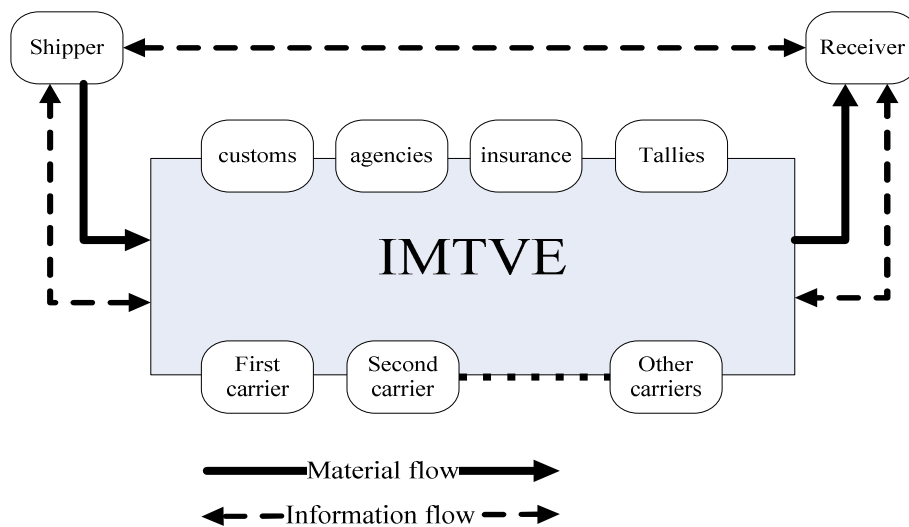 Shipper
Receiver
customs
agencies
insurance
Tallies
IMTVE
First
carrier
Second
carrier
Other
carriers
Material flow
Information flow